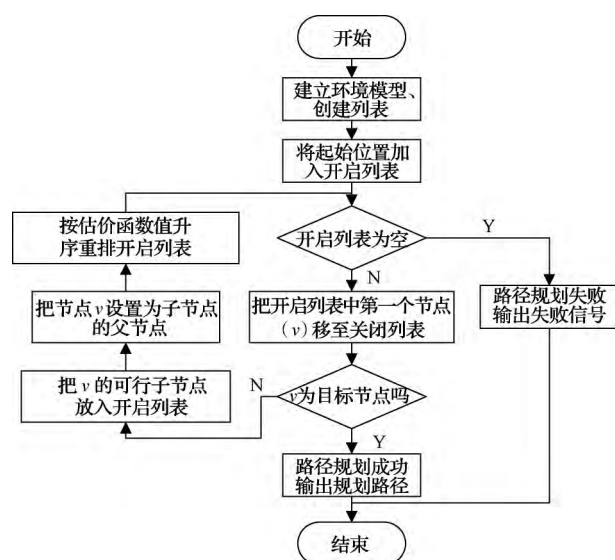 开始
建立环境模型、
创建列表
将起始位置加
入开启列表
按估价函数值升
序重排开启列表
开启列表为空
Y
N
把节点v设置为子节点
的父节点
把开启列表中第一个节点
(v)移至关闭列表
路径规划失败
输出失败信号
把v的可行子节点
放入开启列表
N
v为目标节点吗
Y
路径规划成功
输出规划路径
结束